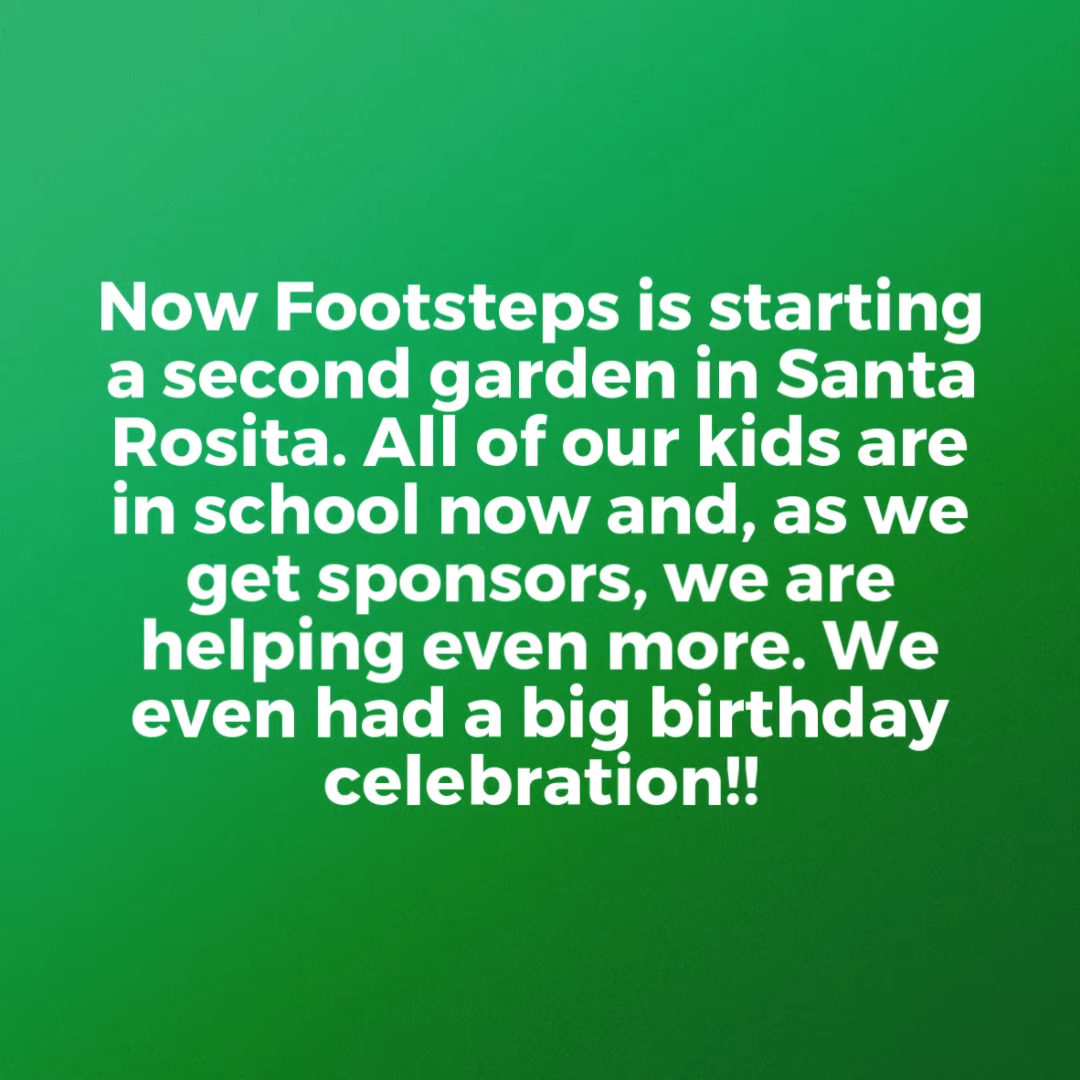 Now Footsteps is starting
a second garden in Santa
Rosita. All of our kids are
in school now and, as we
get sponsors, we are
helping even more. We
even had a big birthday
celebration!!